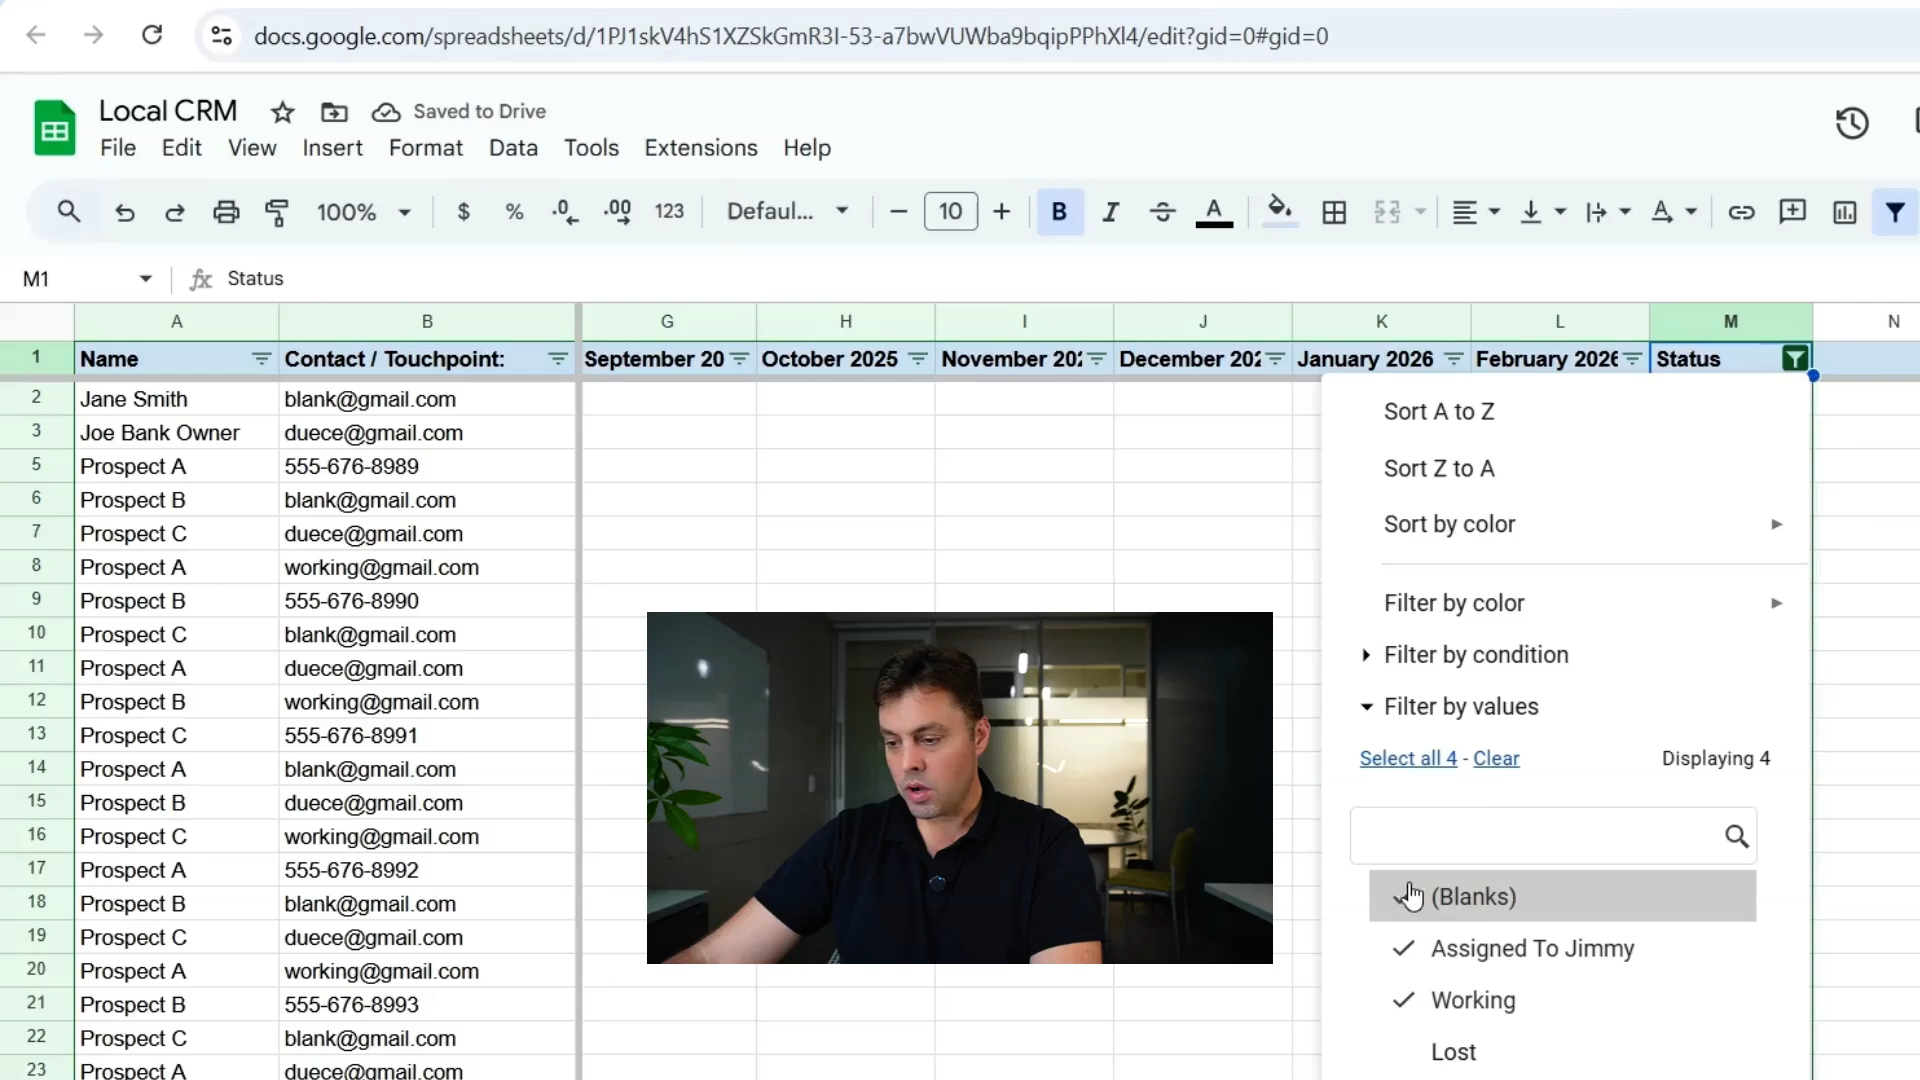 docs.google.com/spreadsheets/d/1PJ1skV4hS1XZSkGmR3I-53-a7bwVUWba9bqipPPhXl4/edit?gid=0#gid=0
Local CRM Saved to Drive
File Edit View Insert Format Data Tools Extensions Help
100% $ % .0 .00 123 Defaul... 10 B I S A
M1 fx Status
A B G H I J K L M N
1 Name Contact / Touchpoint: September 20 October 2025 November 202 December 202 January 2026 February 2026 Status
2 Jane Smith blank@gmail.com
3 Joe Bank Owner duece@gmail.com
5 Prospect A 555-676-8989
6 Prospect B blank@gmail.com
7 Prospect C duece@gmail.com
8 Prospect A working@gmail.com
9 Prospect B 555-676-8990
10 Prospect C blank@gmail.com
11 Prospect A duece@gmail.com
12 Prospect B working@gmail.com
13 Prospect C 555-676-8991
14 Prospect A blank@gmail.com
15 Prospect B duece@gmail.com
16 Prospect C working@gmail.com
17 Prospect A 555-676-8992
18 Prospect B blank@gmail.com
19 Prospect C duece@gmail.com
20 Prospect A working@gmail.com
21 Prospect B 555-676-8993
22 Prospect C blank@gmail.com
23 Prospect A duece@gmail.com
Sort A to Z
Sort Z to A
Sort by color
Filter by color
Filter by condition
Filter by values
Select all 4 - Clear Displaying 4
(Blanks)
Assigned To Jimmy
Working
Lost